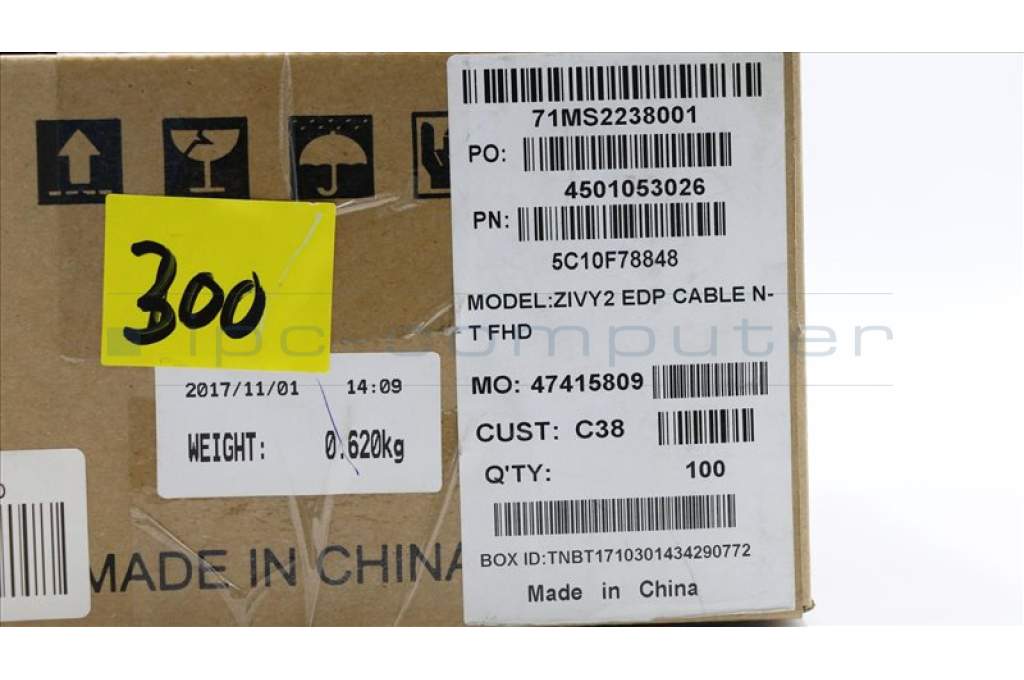 71MS2238001
PO:
4501053026
PN:
5C10F78848
MODEL:ZIVY2 EDP CABLE N-
T FHD
MO: 47415809
CUST: C38
Q'TY: 100
BOX ID:TNBT1710301434290772
Made in China
300
2017/11/01 14:09
WEIGHT: 0.620kg
MADE IN CHINA
ipc-computer